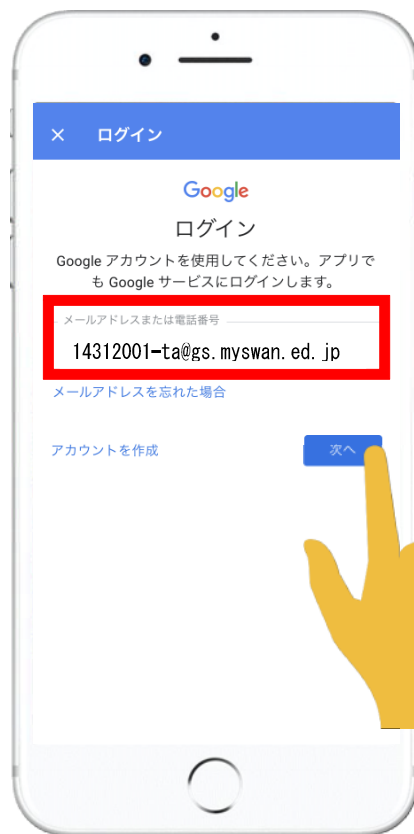 × ログイン
Google
ログイン
Google アカウントを使用してください。アプリで
も Google サービスにログインします。
メールアドレスまたは電話番号
14312001-ta@gs.myswan.ed.jp
メールアドレスを忘れた場合
アカウントを作成
次へ